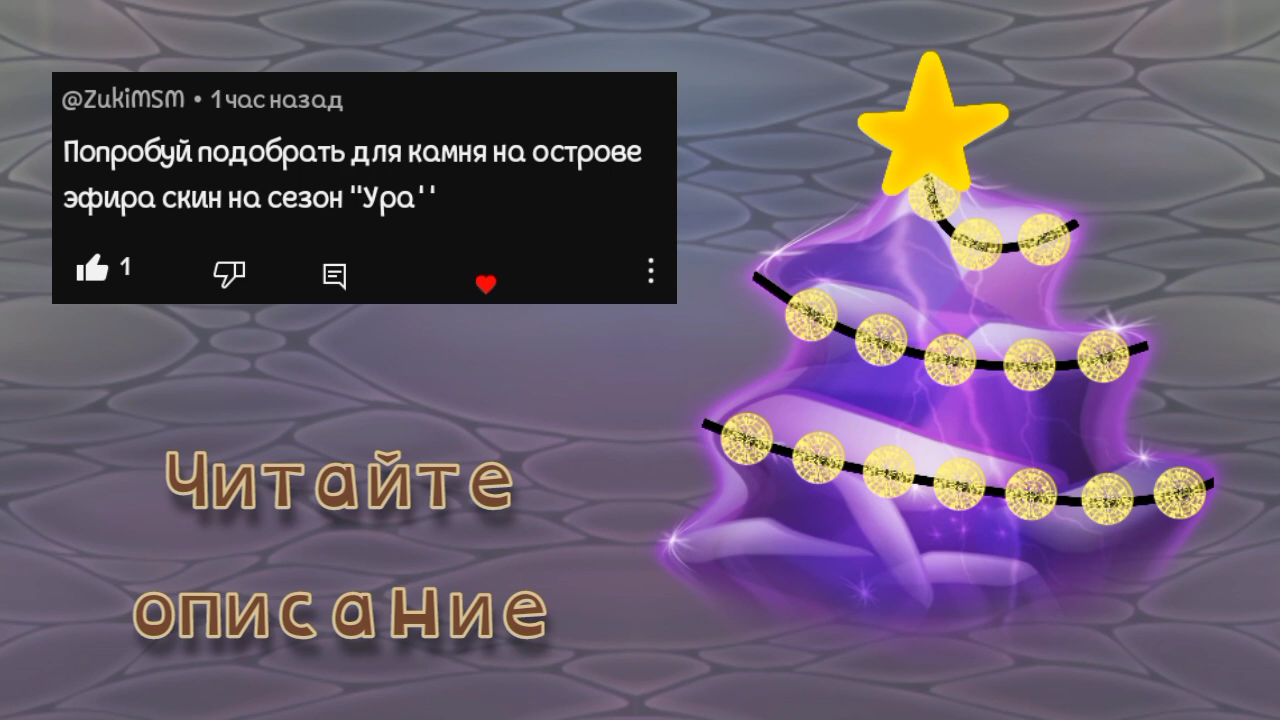 @ZukiMSM • 1 час назад
Попробуй подобрать для камня на острове
эфира скин на сезон "Ура''
1
Читайте
описание